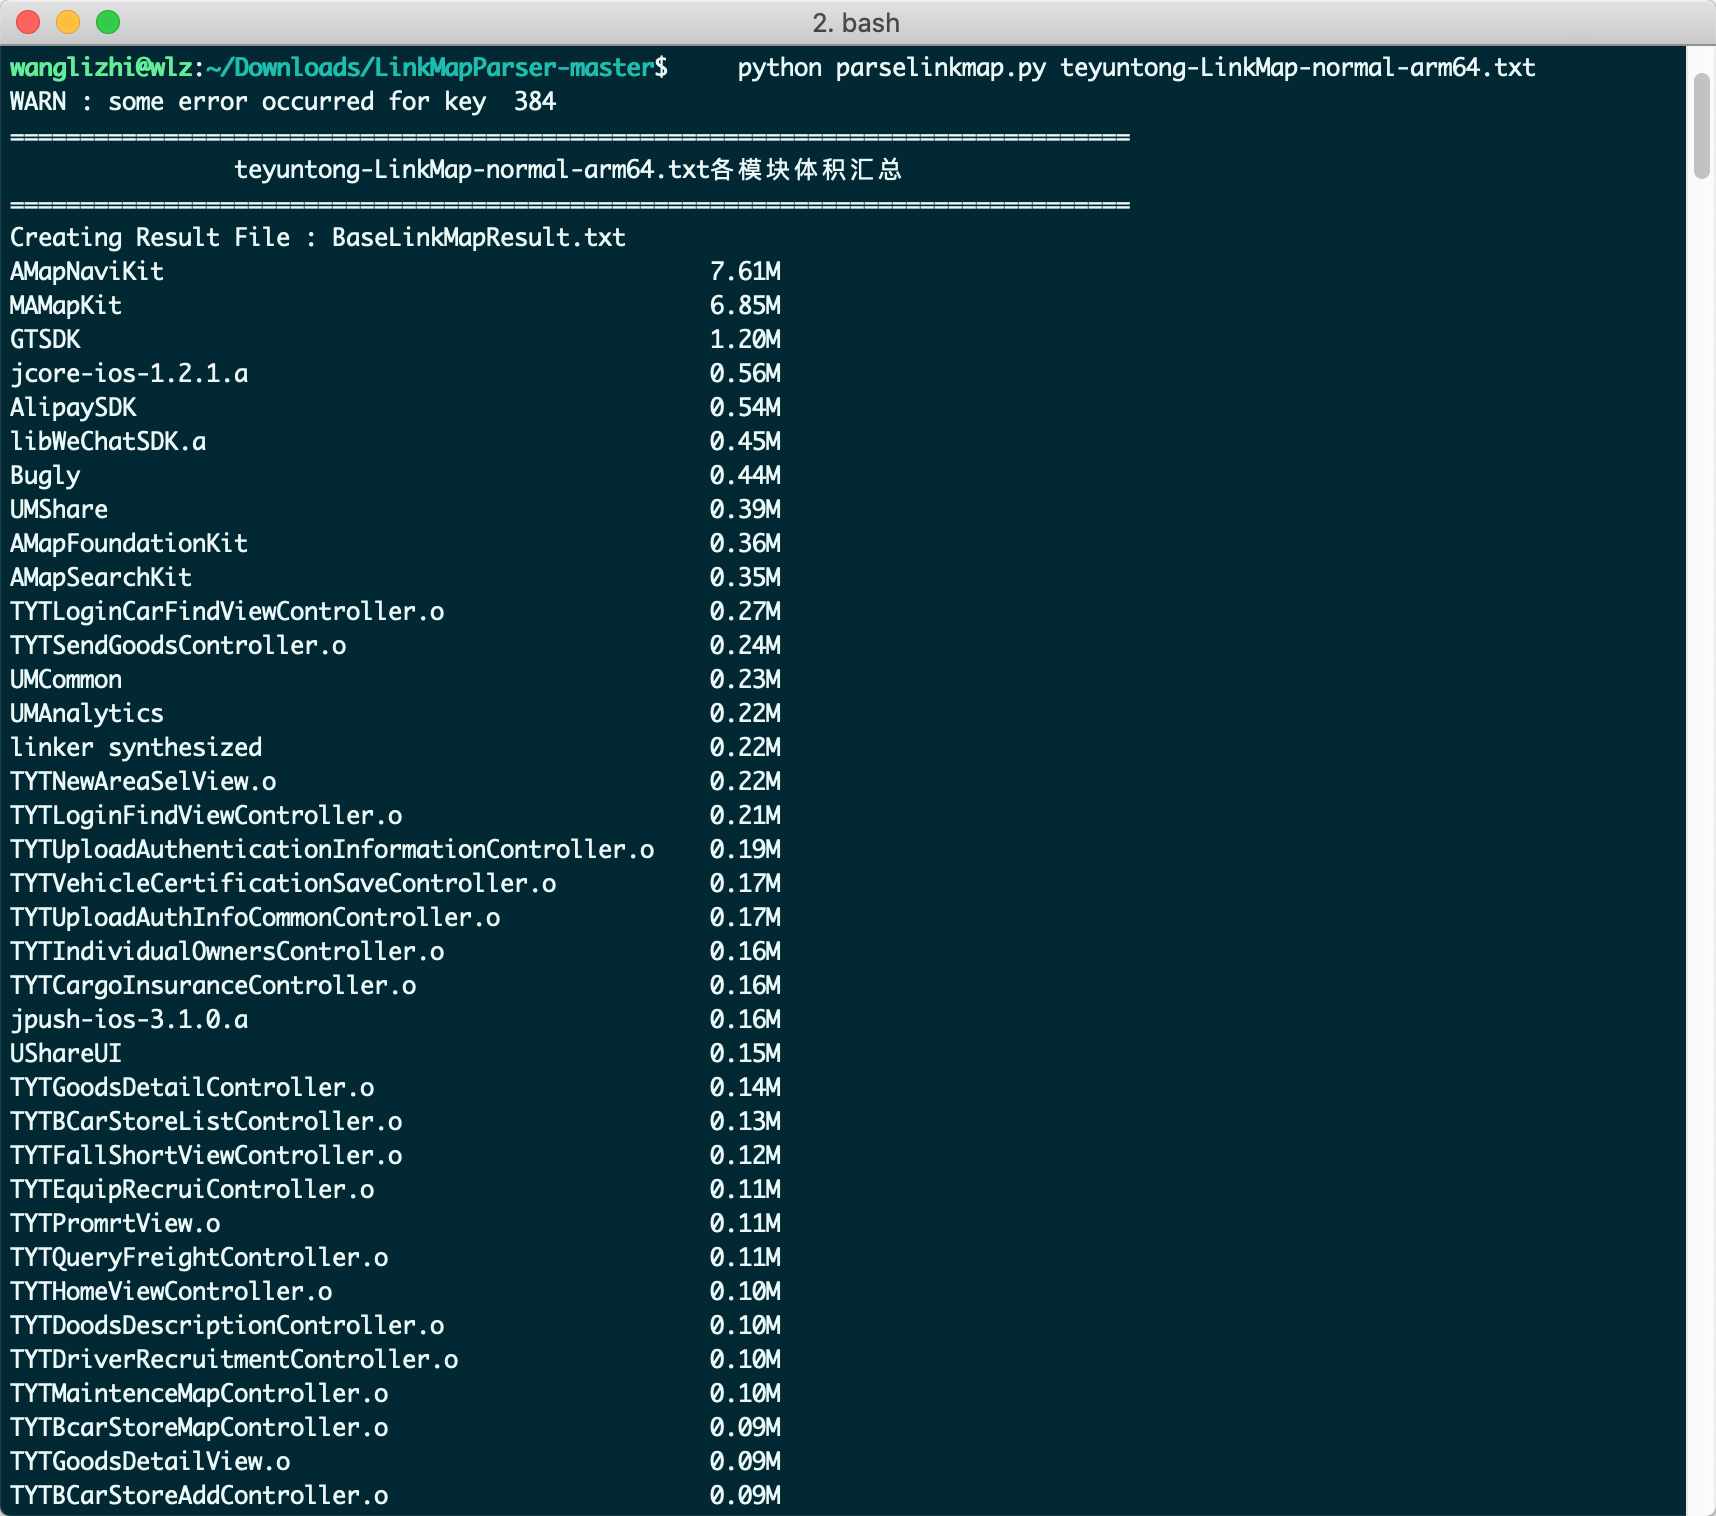 2. bash
wanglizhi@wlz:~/Downloads/LinkMapParser-master$     python parselinkmap.py teyuntong-LinkMap-normal-arm64.txt
WARN : some error occurred for key  384
================================================================================
                teyuntong-LinkMap-normal-arm64.txt各模块体积汇总
================================================================================
Creating Result File : BaseLinkMapResult.txt
AMapNaviKit                                       7.61M
MAMapKit                                          6.85M
GTSDK                                             1.20M
jcore-ios-1.2.1.a                                 0.56M
AlipaySDK                                         0.54M
libWeChatSDK.a                                    0.45M
Bugly                                             0.44M
UMShare                                           0.39M
AMapFoundationKit                                 0.36M
AMapSearchKit                                     0.35M
TYTLoginCarFindViewController.o                   0.27M
TYTSendGoodsController.o                          0.24M
UMCommon                                          0.23M
UMAnalytics                                       0.22M
linker synthesized                                0.22M
TYTNewAreaSelView.o                               0.22M
TYTLoginFindViewController.o                      0.21M
TYTUploadAuthenticationInformationController.o    0.19M
TYTVehicleCertificationSaveController.o           0.17M
TYTUploadAuthInfoCommonController.o               0.17M
TYTIndividualOwnersController.o                   0.16M
TYTCargoInsuranceController.o                     0.16M
jpush-ios-3.1.0.a                                 0.16M
UShareUI                                          0.15M
TYTGoodsDetailController.o                        0.14M
TYTBCarStoreListController.o                      0.13M
TYTFallShortViewController.o                      0.12M
TYTEquipRecruiController.o                        0.11M
TYTPromrtView.o                                   0.11M
TYTQueryFreightController.o                       0.11M
TYTHomeViewController.o                           0.10M
TYTDoodsDescriptionController.o                   0.10M
TYTDriverRecruitmentController.o                  0.10M
TYTMaintenceMapController.o                       0.10M
TYTBcarStoreMapController.o                       0.09M
TYTGoodsDetailView.o                              0.09M
TYTBCarStoreAddController.o                       0.09M